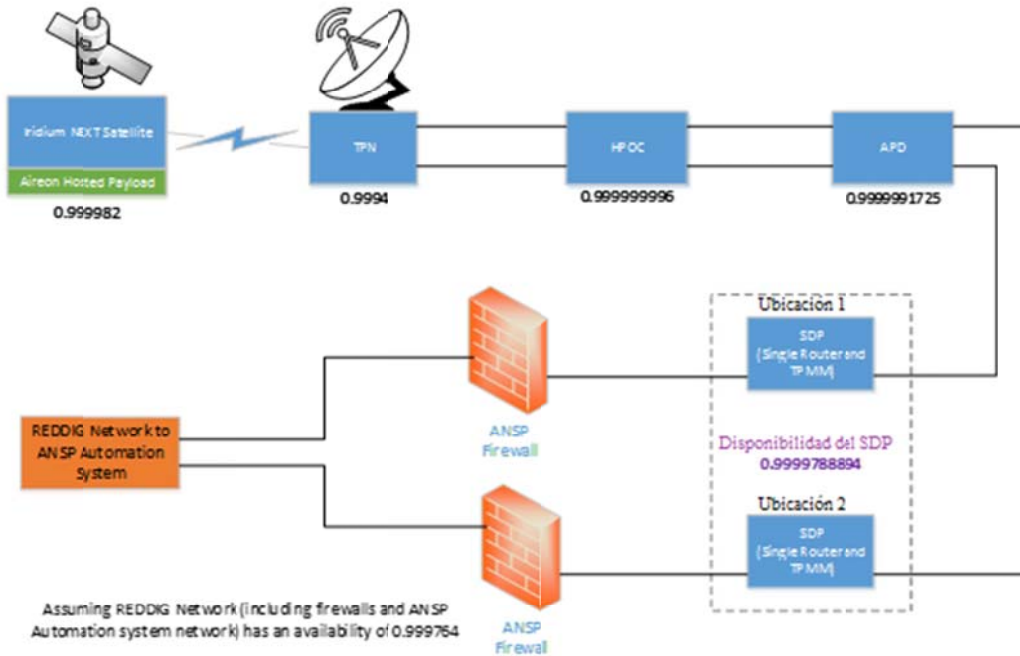 Iridium NEXT Satellite
Aireon Hosted Payload
0.999982
TPN
0.9994
HPOC
0.999999996
APD
0.9999991725
Ubicación 1
SDP
(Single Router and
TPMM)
ANSP
Firewall
REDDIG Network to
ANSP Automation
System
Disponibilidad del SDP
0.9999788894
Ubicación 2
SDP
(Single Router and
TPMM)
ANSP
Firewall
Assuming REDDIG Network (including firewalls and ANSP
Automation system network) has an availability of 0.999764